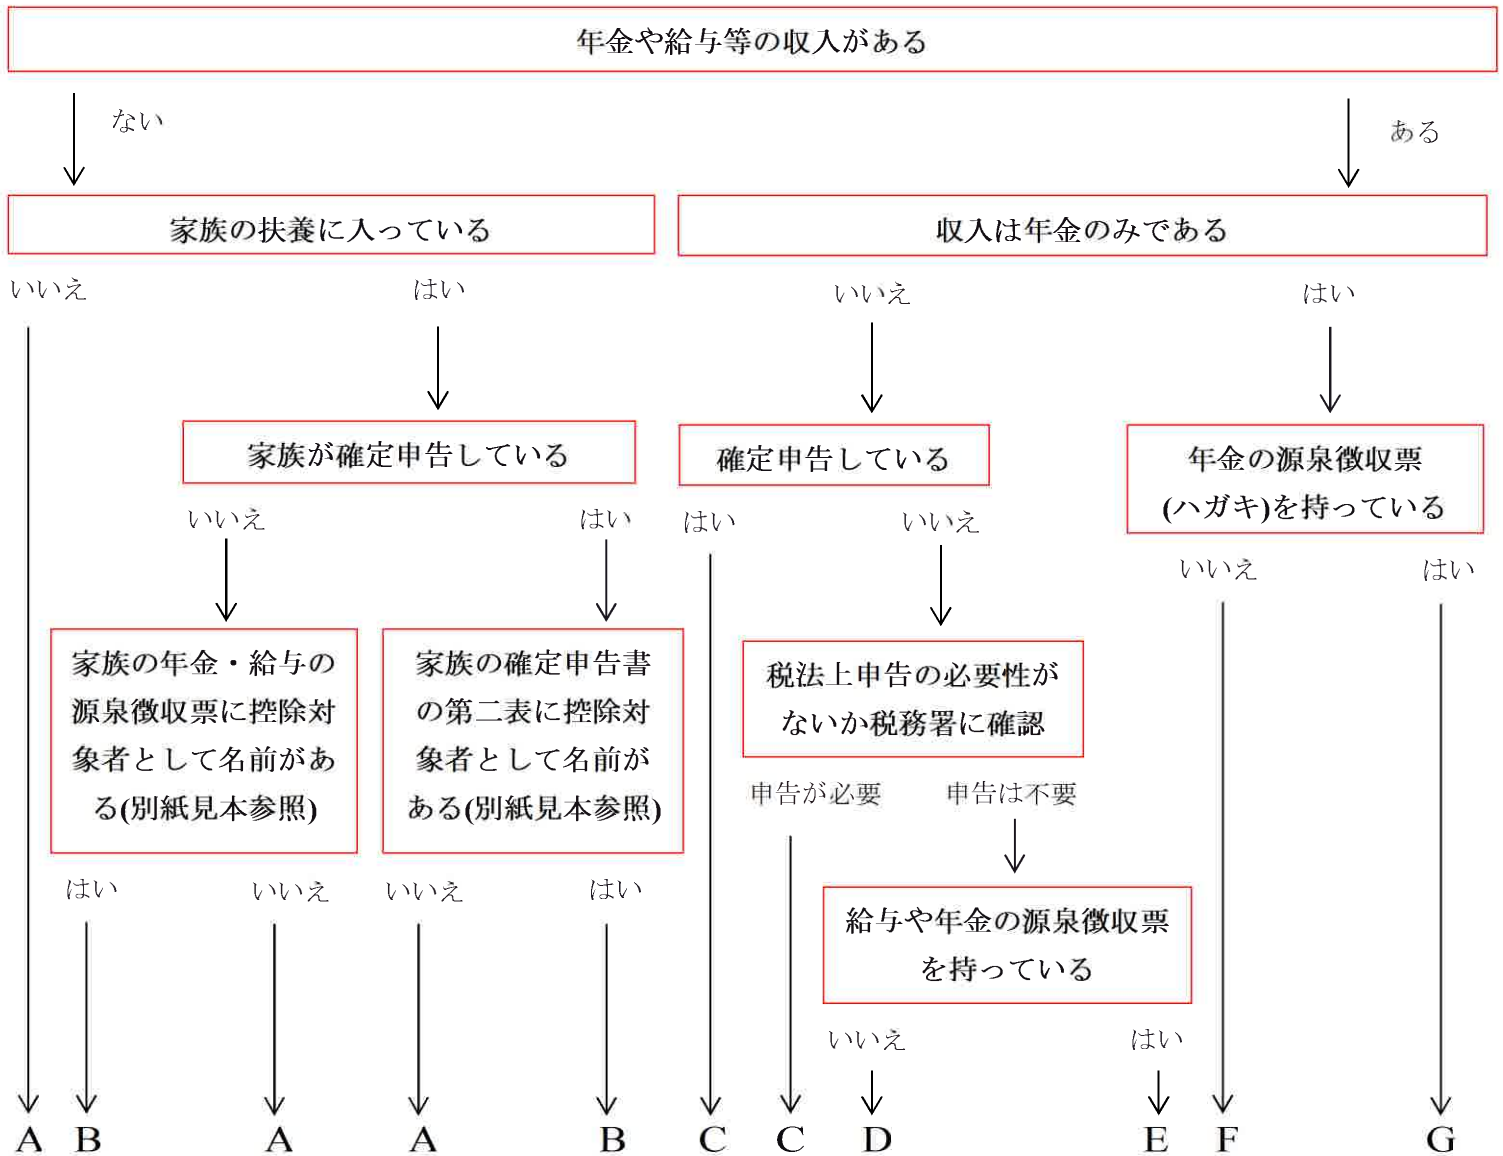 年金や給与等の収入がある
ない
ある
家族の扶養に入っている
収入は年金のみである
いいえ
はい
いいえ
はい
家族が確定申告している
確定申告している
年金の源泉徴収票
(ハガキ)を持っている
いいえ
はい
はい
いいえ
いいえ
はい
家族の年金・給与の
源泉徴収票に控除対
象者として名前があ
る(別紙見本参照)
家族の確定申告書
の第二表に控除対
象者として名前が
ある(別紙見本参照)
税法上申告の必要性が
ないか税務署に確認
申告が必要
申告は不要
はい
いいえ
いいえ
はい
給与や年金の源泉徴収票
を持っている
いいえ
はい
A
B
A
A
B
C
C
D
E
F
G